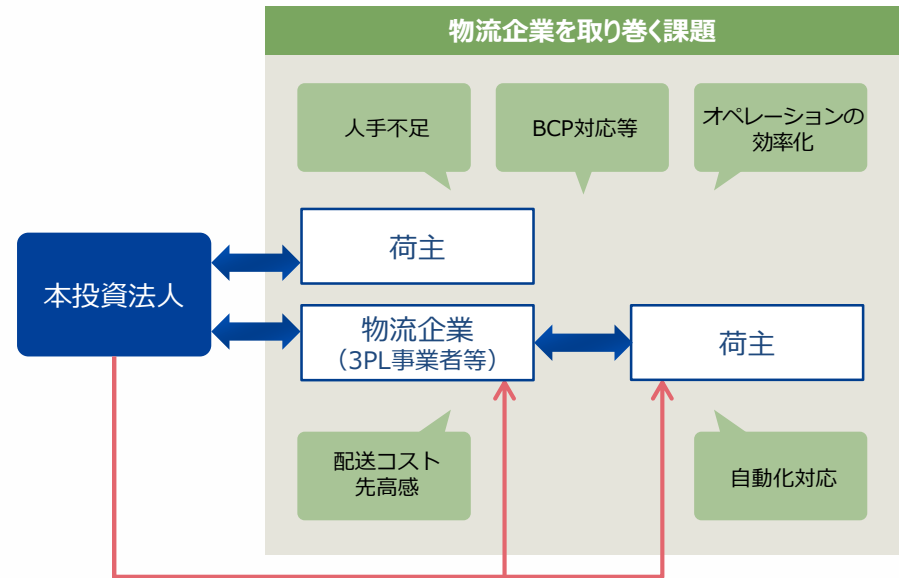 物流企業を取り巻く課題
人手不足
BCP対応等
オペレーションの
効率化
荷主
本投資法人
物流企業
（3PL事業者等）
荷主
配送コスト
先高感
自動化対応